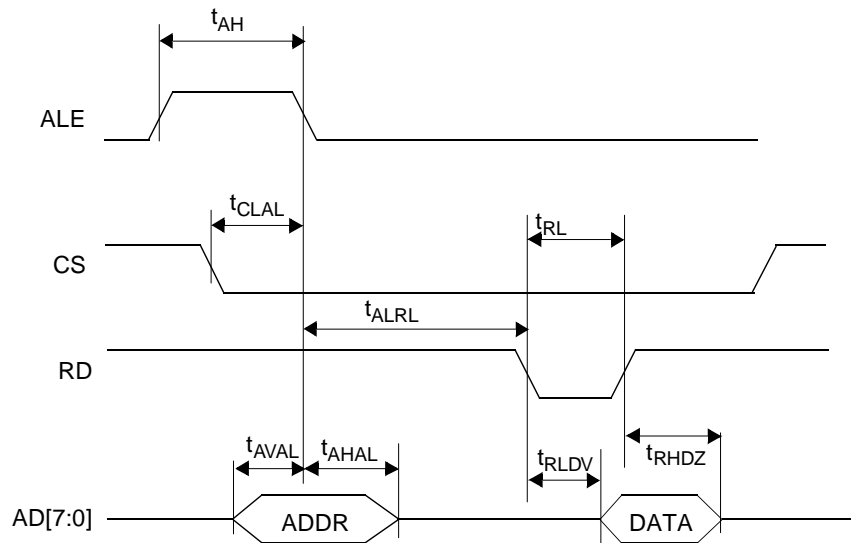 tAH
ALE
tCLAL
tRL
CS
tALRL
RD
tAVAL
tAHAL
tRLDV
tRHDZ
AD[7:0]
ADDR
DATA